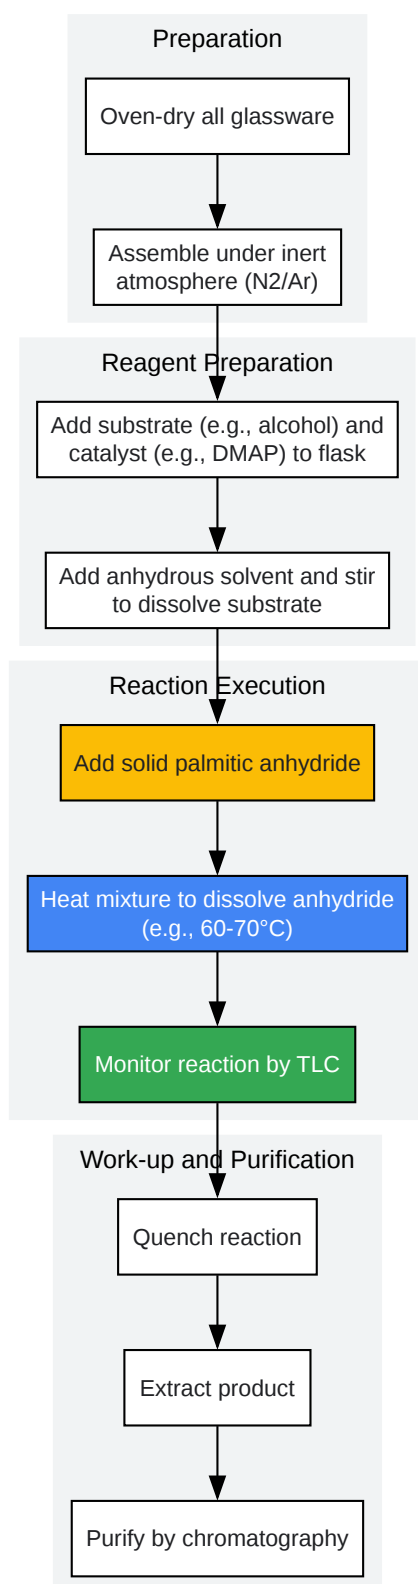 Preparation
Oven-dry all glassware
Assemble under inert
atmosphere (N2/Ar)
Reagent Preparation
Add substrate (e.g., alcohol) and
catalyst (e.g., DMAP) to flask
Add anhydrous solvent and stir
to dissolve substrate
Reaction Execution
Add solid palmitic anhydride
Heat mixture to dissolve anhydride
(e.g., 60-70°C)
Monitor reaction by TLC
Work-up and Purification
Quench reaction
Extract product
Purify by chromatography